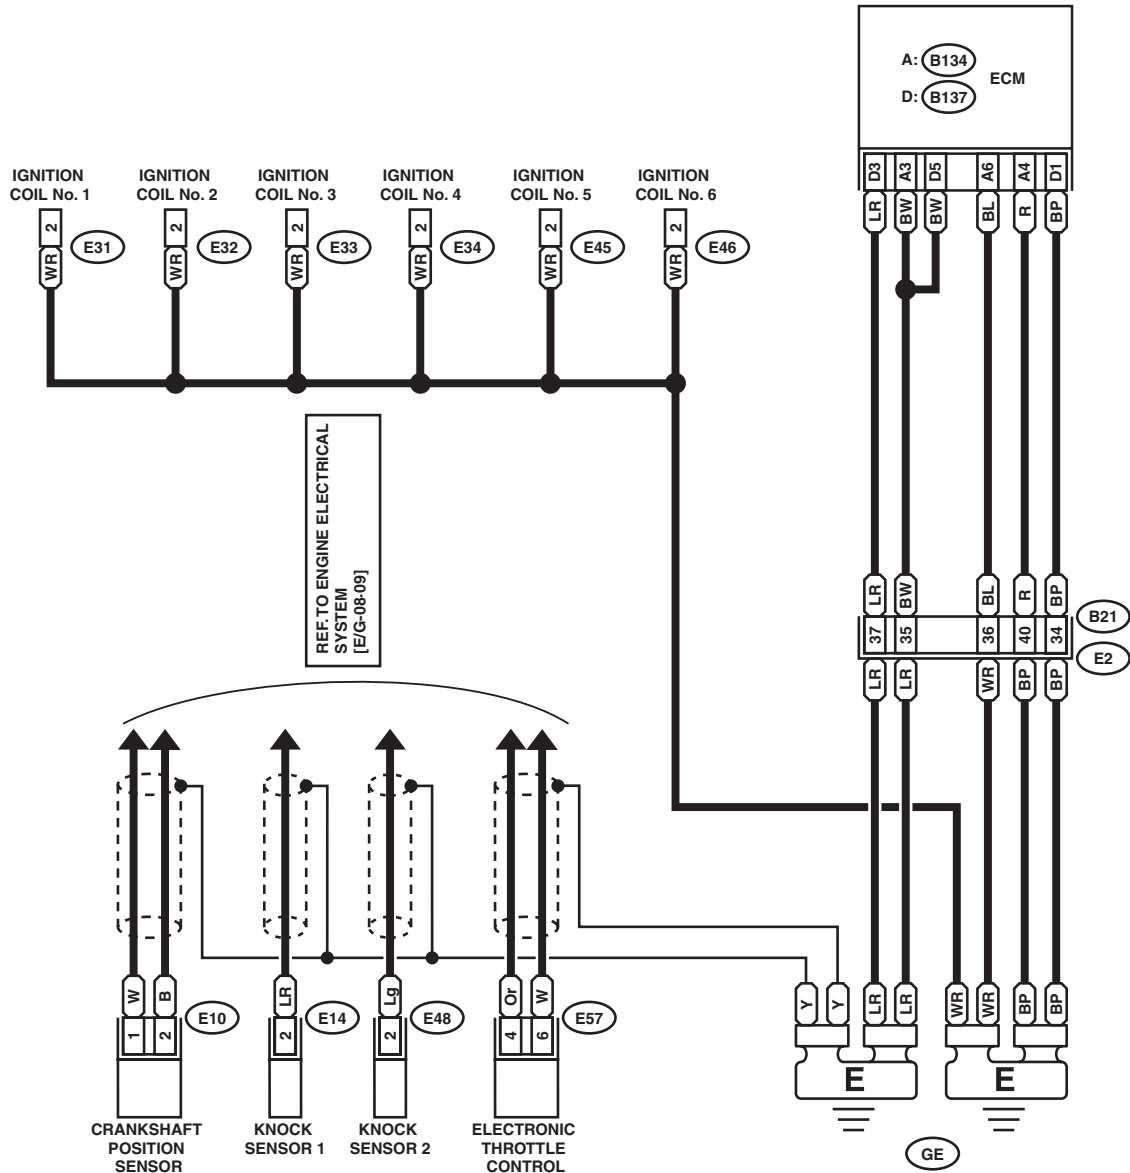 A: B134
ECM
D: B137
D3 A3 D5 A6 A4 D1
LR BW BW BL R BP
IGNITION COIL No. 1
IGNITION COIL No. 2
IGNITION COIL No. 3
IGNITION COIL No. 4
IGNITION COIL No. 5
IGNITION COIL No. 6
2 2 2 2 2 2
E31 E32 E33 E34 E45 E46
WR WR WR WR WR WR
REF.TO ENGINE ELECTRICAL
SYSTEM
[E/G-08-09]
LR BW BL R BP
B21
37 35 36 40 34
E2
LR LR WR BP BP
W B LR Lg Or W
Y Y LR LR WR WR BP BP
1 2 E10 2 E14 2 E48 4 6 E57
E E
CRANKSHAFT
POSITION
SENSOR
KNOCK
SENSOR 1
KNOCK
SENSOR 2
ELECTRONIC
THROTTLE
CONTROL
GE